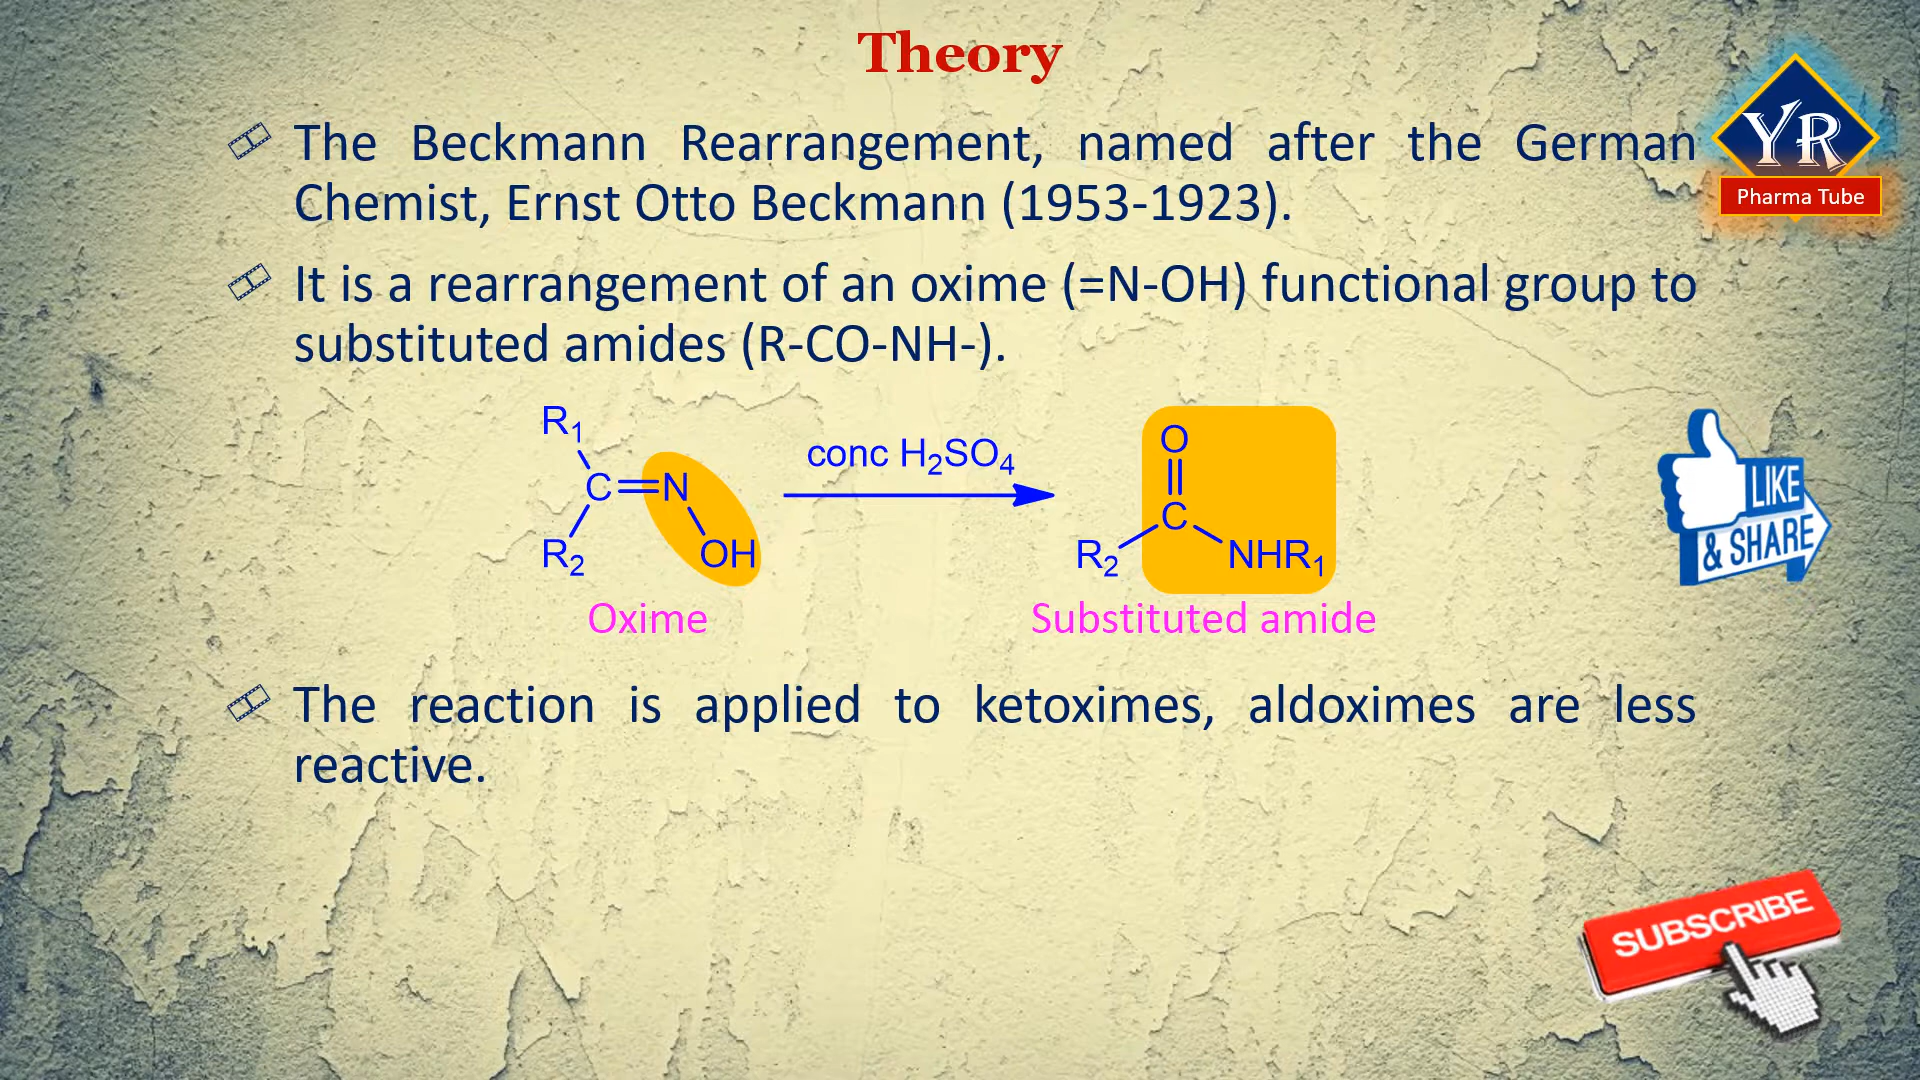 Theory
The Beckmann Rearrangement, named after the German
Chemist, Ernst Otto Beckmann (1953-1923).
YR
Pharma Tube
It is a rearrangement of an oxime (=N-OH) functional group to
substituted amides (R-CO-NH-).
R1
C=N
R2 OH
conc H2SO4
O
C
R2 NHR1
Oxime
Substituted amide
LIKE
& SHARE
The reaction is applied to ketoximes, aldoximes are less
reactive.
SUBSCRIBE